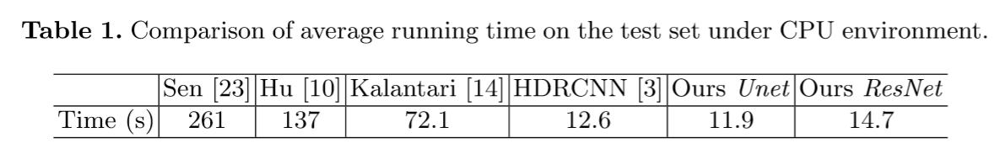 Table 1. Comparison of average running time on the test set under CPU environment.
Sen [23] Hu [10] Kalantari [14] HDRCNN [3] Ours Unet Ours ResNet
Time (s) 261 137 72.1 12.6 11.9 14.7